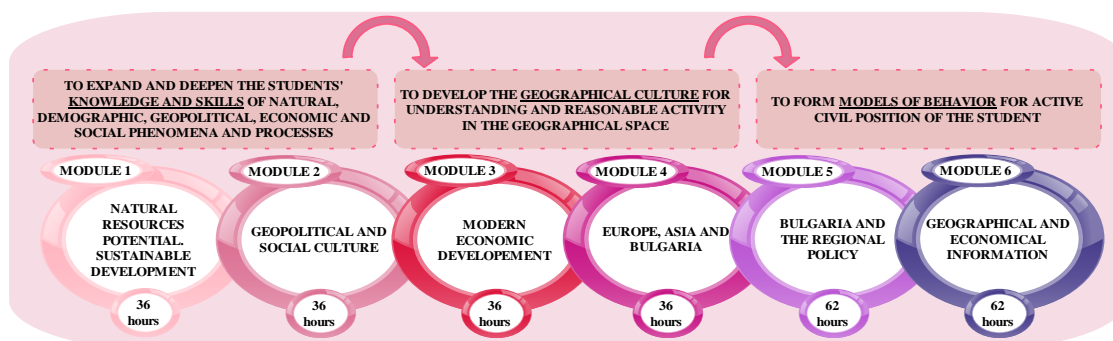 TO EXPAND AND DEEPEN THE STUDENTS'
KNOWLEDGE AND SKILLS OF NATURAL,
DEMOGRAPHIC, GEOPOLITICAL, ECONOMIC AND
SOCIAL PHENOMENA AND PROCESSES
TO DEVELOP THE GEOGRAPHICAL CULTURE FOR
UNDERSTANDING AND REASONABLE ACTIVITY
IN THE GEOGRAPHICAL SPACE
TO FORM MODELS OF BEHAVIOR FOR ACTIVE
CIVIL POSITION OF THE STUDENT
MODULE 1
NATURAL
RESOURCES
POTENTIAL.
SUSTAINABLE
DEVELOPMENT
36
hours
MODULE 2
GEOPOLITICAL AND
SOCIAL CULTURE
36
hours
MODULE 3
MODERN
ECONOMIC
DEVELOPEMENT
36
hours
MODULE 4
EUROPE, ASIA AND
BULGARIA
36
hours
MODULE 5
BULGARIA AND
THE REGIONAL
POLICY
62
hours
MODULE 6
GEOGRAPHICAL AND
ECONOMICAL
INFORMATION
62
hours